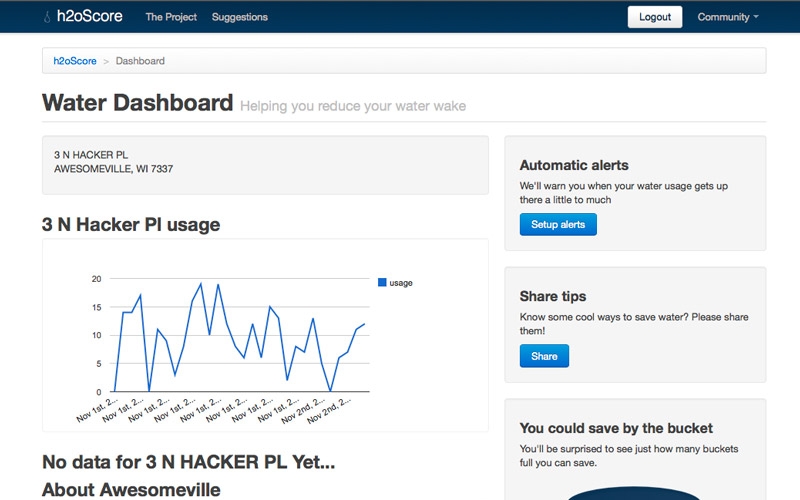 h2oScore
The Project
Suggestions
Logout
Community
h2oScore > Dashboard
Water Dashboard Helping you reduce your water wake
3 N HACKER PL
AWESOMEVILLE, WI 7337
3 N Hacker Pl usage
20
15
10
5
0
usage
Nov 1st, 2...
Nov 1st, 2...
Nov 1st, 2...
Nov 1st, 2...
Nov 1st, 2...
Nov 1st, 2...
Nov 1st, 2...
Nov 1st, 2...
Nov 2nd, 2...
Nov 2nd, 2...
No data for 3 N HACKER PL Yet...
About Awesomeville
Automatic alerts
We'll warn you when your water usage gets up
there a little to much
Setup alerts
Share tips
Know some cool ways to save water? Please share
them!
Share
You could save by the bucket
You'll be surprised to see just how many buckets
full you can save.